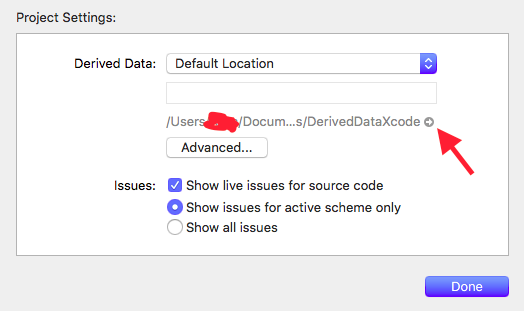 Project Settings:
Derived Data: Default Location
/Users /Docum...s/DerivedDataXcode
Advanced...
Issues: Show live issues for source code
Show issues for active scheme only
Show all issues
Done